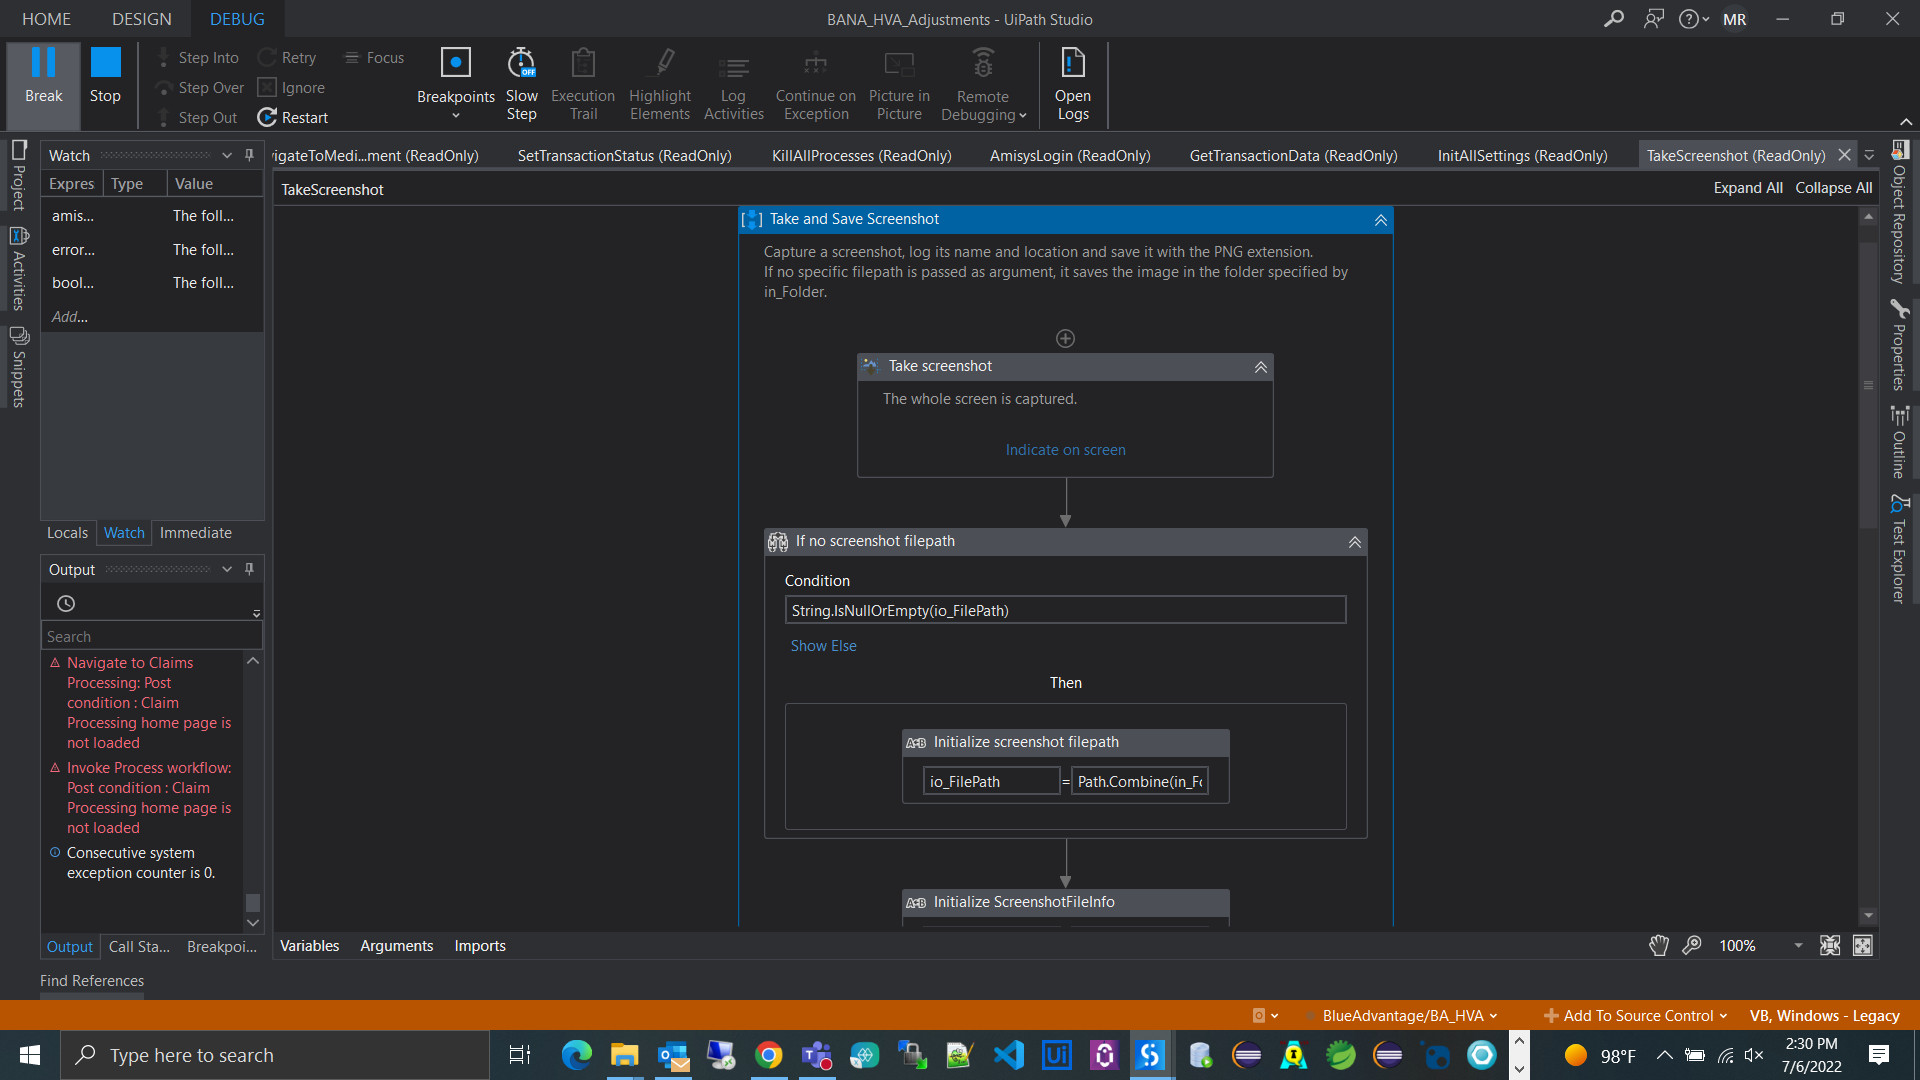 HOME
DESIGN
DEBUG
BANA_HVA_Adjustments - UiPath Studio
MR
Break
Stop
Step Into
Step Over
Step Out
Retry
Ignore
Restart
Focus
Breakpoints
Slow
Step
OFF
Execution
Trail
Highlight
Elements
Log
Activities
Continue on
Exception
Picture in
Picture
Remote
Debugging
Open
Logs
Project
Activities
Snippets
Watch
Expres
Type
Value
amis...
The foll...
error...
The foll...
bool...
The foll...
Add...
Locals
Watch
Immediate
Output
Search
Navigate to Claims
Processing: Post
condition : Claim
Processing home page is
not loaded
Invoke Process workflow:
Post condition : Claim
Processing home page is
not loaded
Consecutive system
exception counter is 0.
Output
Call Sta...
Breakpoi...
Find References
vigateToMedi...ment (ReadOnly)
SetTransactionStatus (ReadOnly)
KillAllProcesses (ReadOnly)
AmisysLogin (ReadOnly)
GetTransactionData (ReadOnly)
InitAllSettings (ReadOnly)
TakeScreenshot (ReadOnly)
TakeScreenshot
Expand All
Collapse All
Take and Save Screenshot
Capture a screenshot, log its name and location and save it with the PNG extension.
If no specific filepath is passed as argument, it saves the image in the folder specified by
in_Folder.
Take screenshot
The whole screen is captured.
Indicate on screen
If no screenshot filepath
Condition
String.IsNullOrEmpty(io_FilePath)
Show Else
Then
A+B Initialize screenshot filepath
io_FilePath
=
Path.Combine(in_Fo
A+B Initialize ScreenshotFileInfo
Variables
Arguments
Imports
100%
Object Repository
Properties
Outline
Test Explorer
BlueAdvantage/BA_HVA
Add To Source Control
VB, Windows - Legacy
Type here to search
Ui
98°F
2:30 PM
7/6/2022